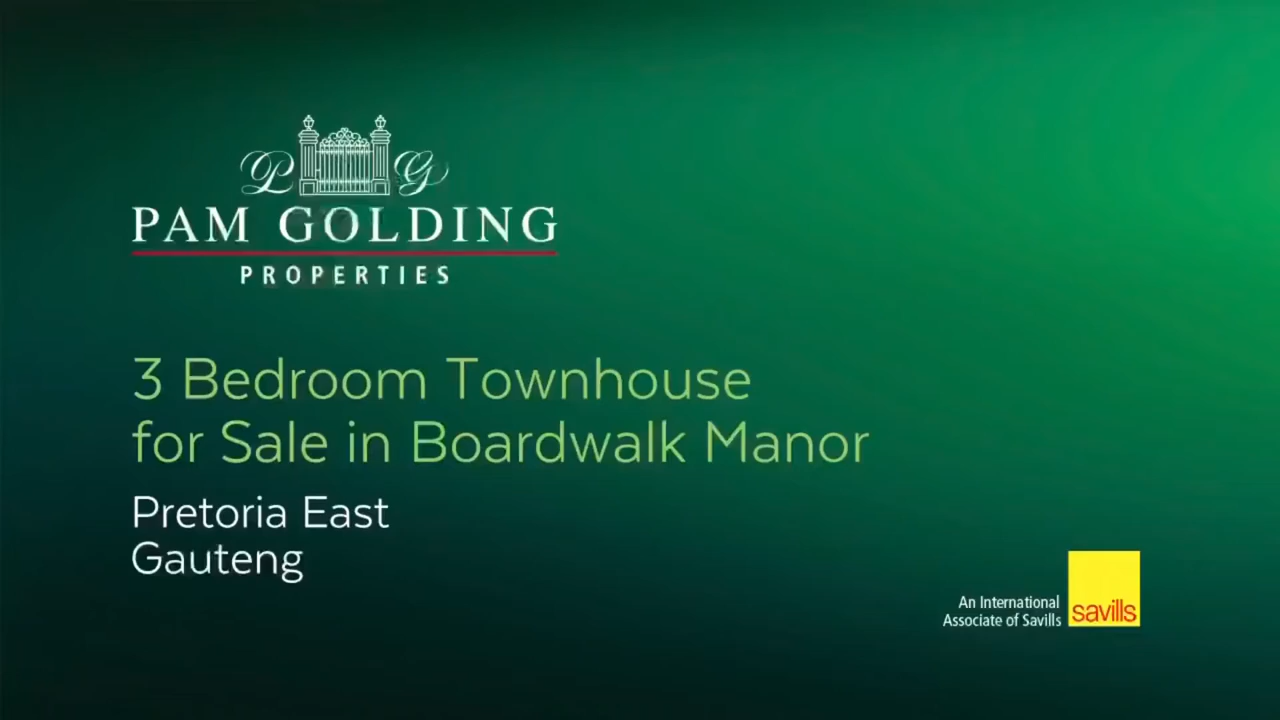 P G
PAM GOLDING
PROPERTIES
3 Bedroom Townhouse
for Sale in Boardwalk Manor
Pretoria East
Gauteng
An International
Associate of Savills
savills